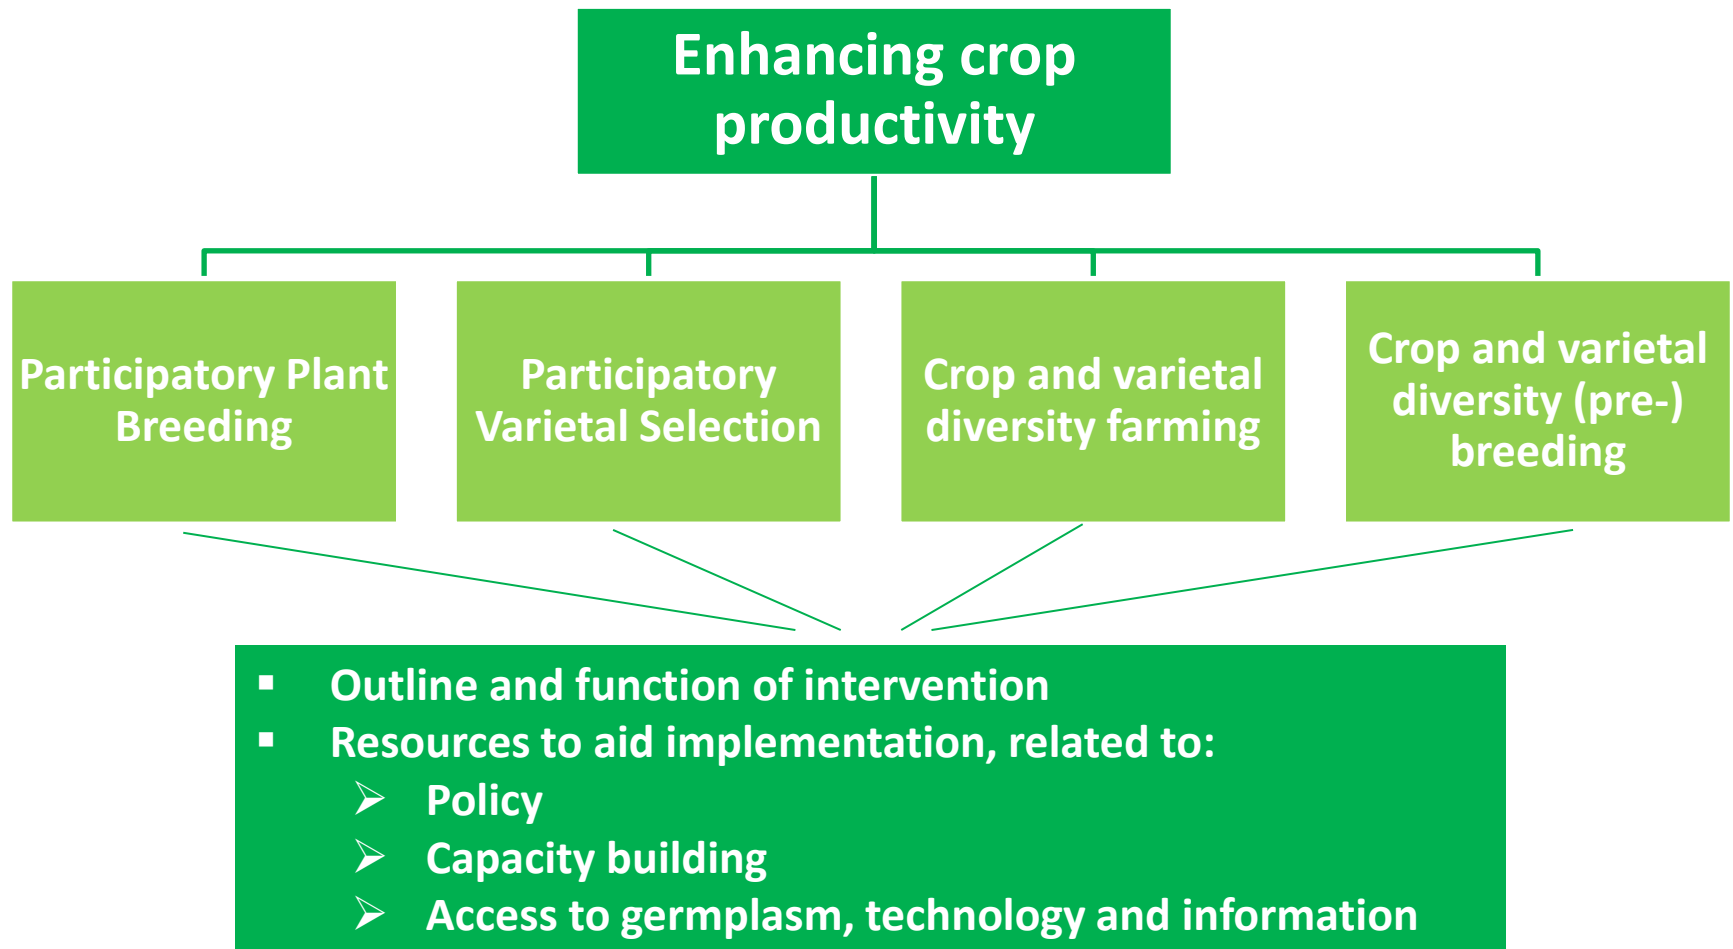 Enhancing crop
productivity
Participatory Plant
Breeding
Participatory
Varietal Selection
Crop and varietal
diversity farming
Crop and varietal
diversity (pre-)
breeding
▪ Outline and function of intervention
▪ Resources to aid implementation, related to:
➢ Policy
➢ Capacity building
➢ Access to germplasm, technology and information